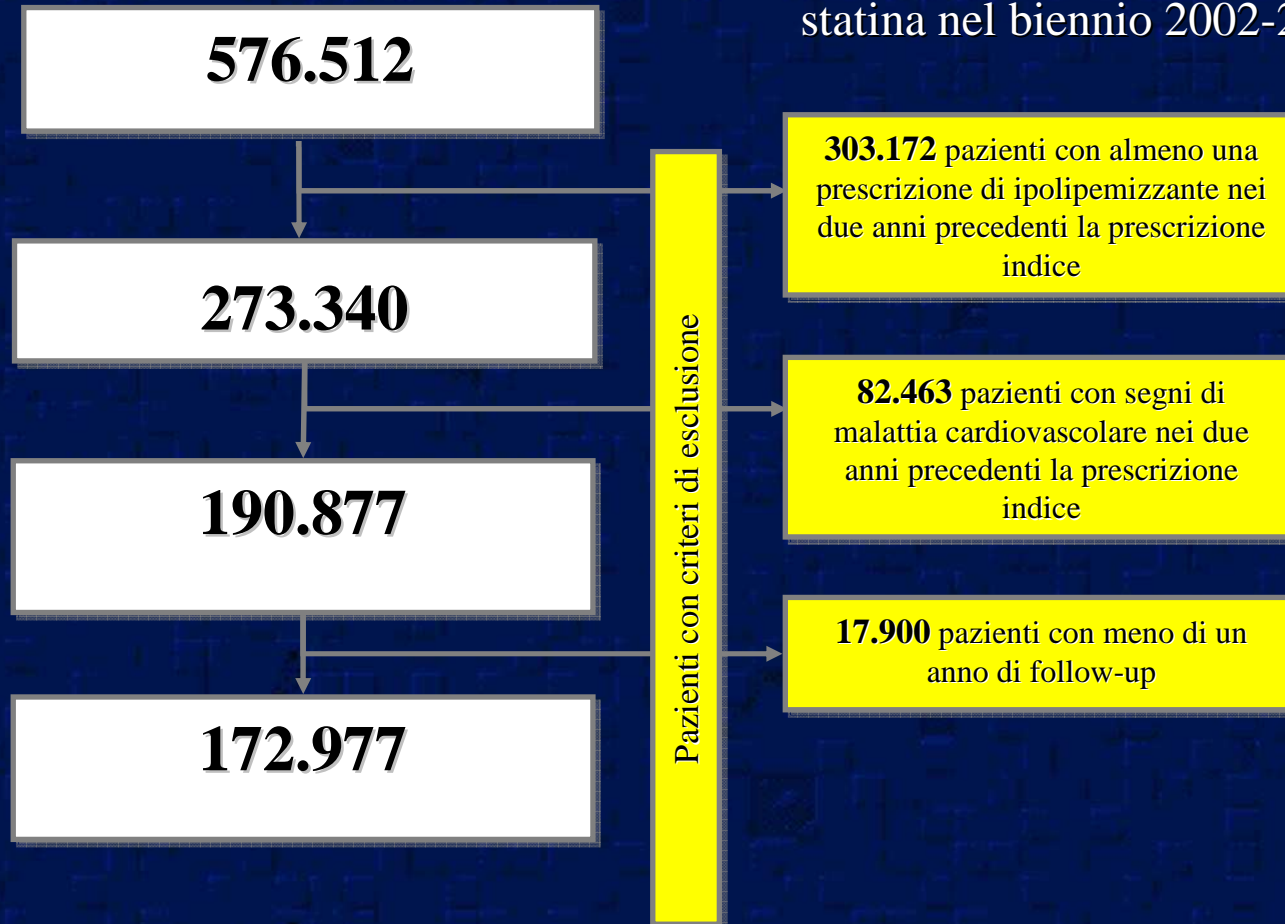 statina nel biennio 2002-2
576.512
303.172 pazienti con almeno una
prescrizione di ipolipemizzante nei
due anni precedenti la prescrizione
indice
273.340
Pazienti con criteri di esclusione
82.463 pazienti con segni di
malattia cardiovascolare nei due
anni precedenti la prescrizione
indice
190.877
17.900 pazienti con meno di un
anno di follow-up
172.977